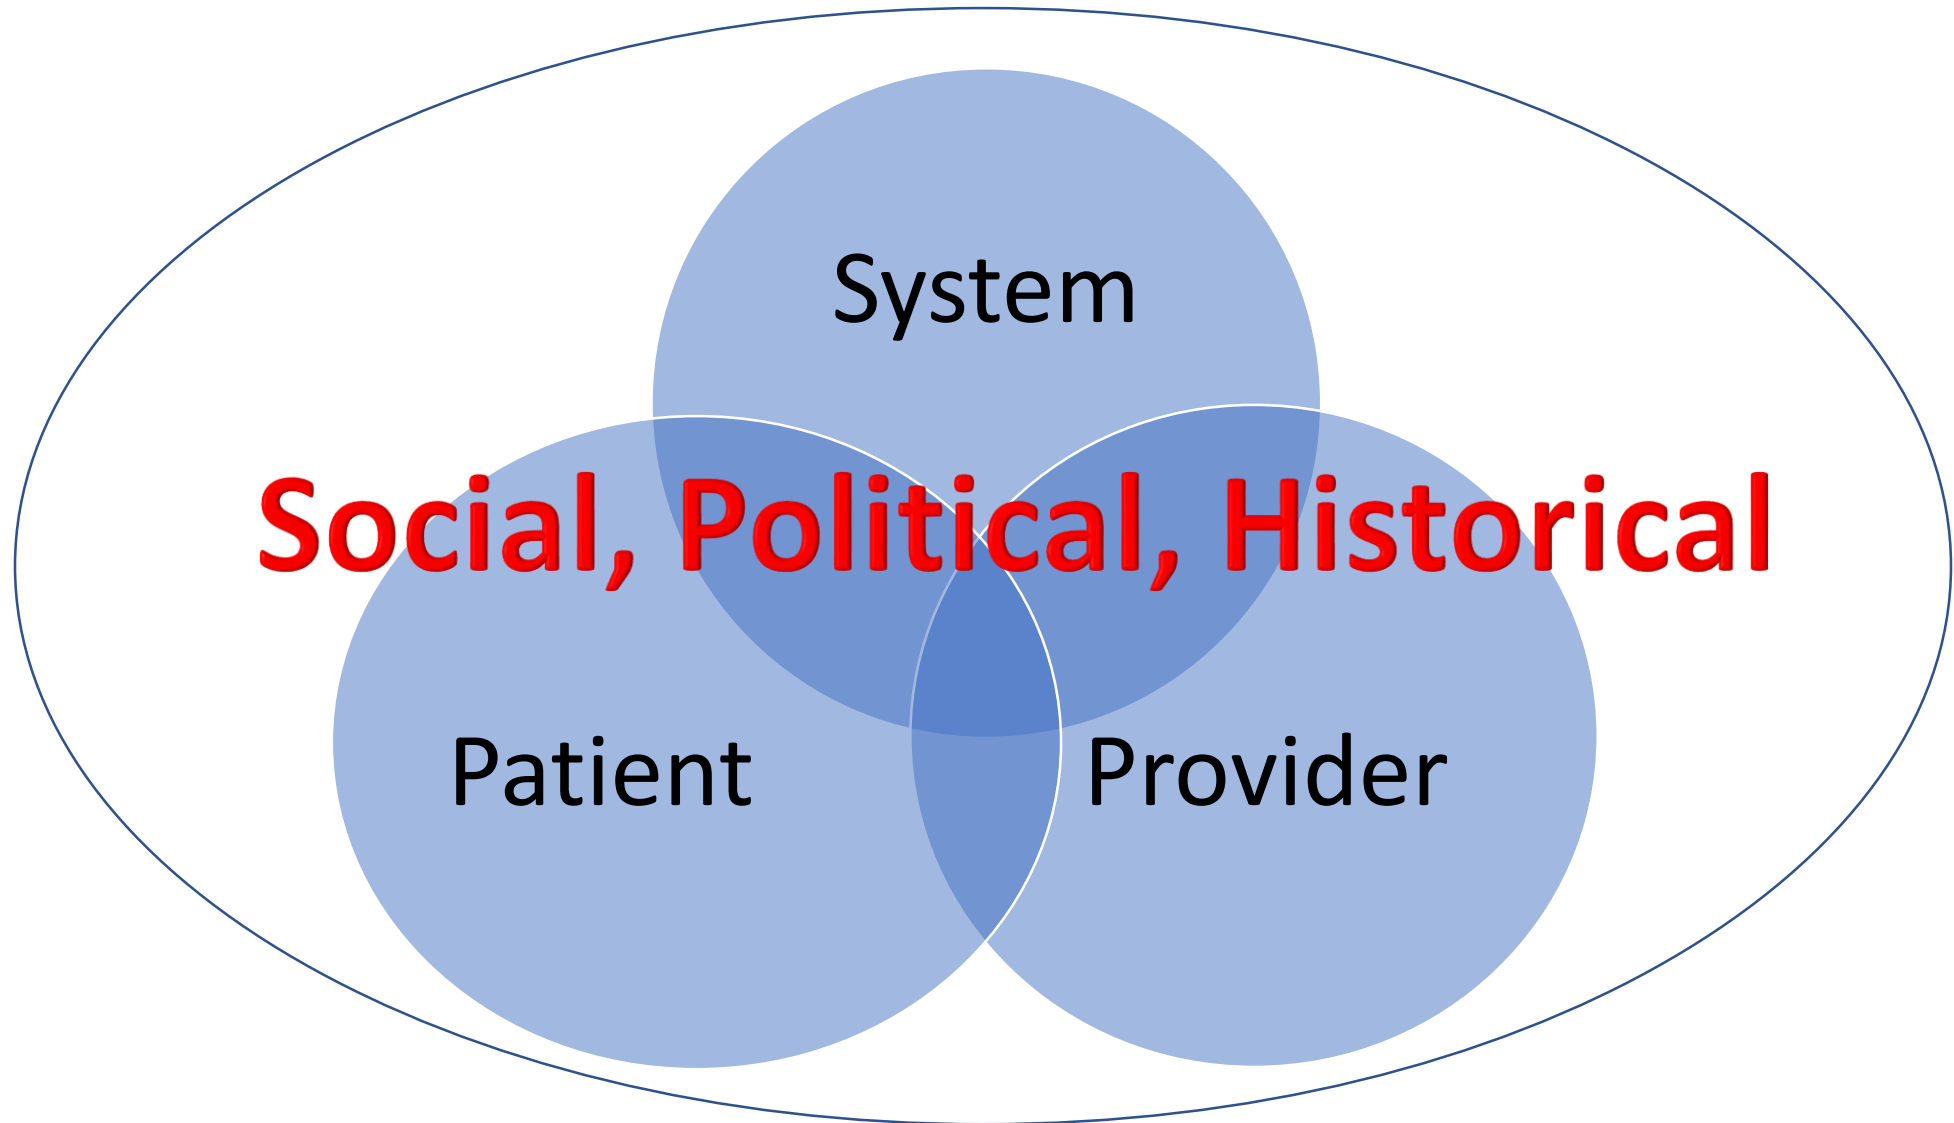 System
Social, Political, Historical
Patient
Provider